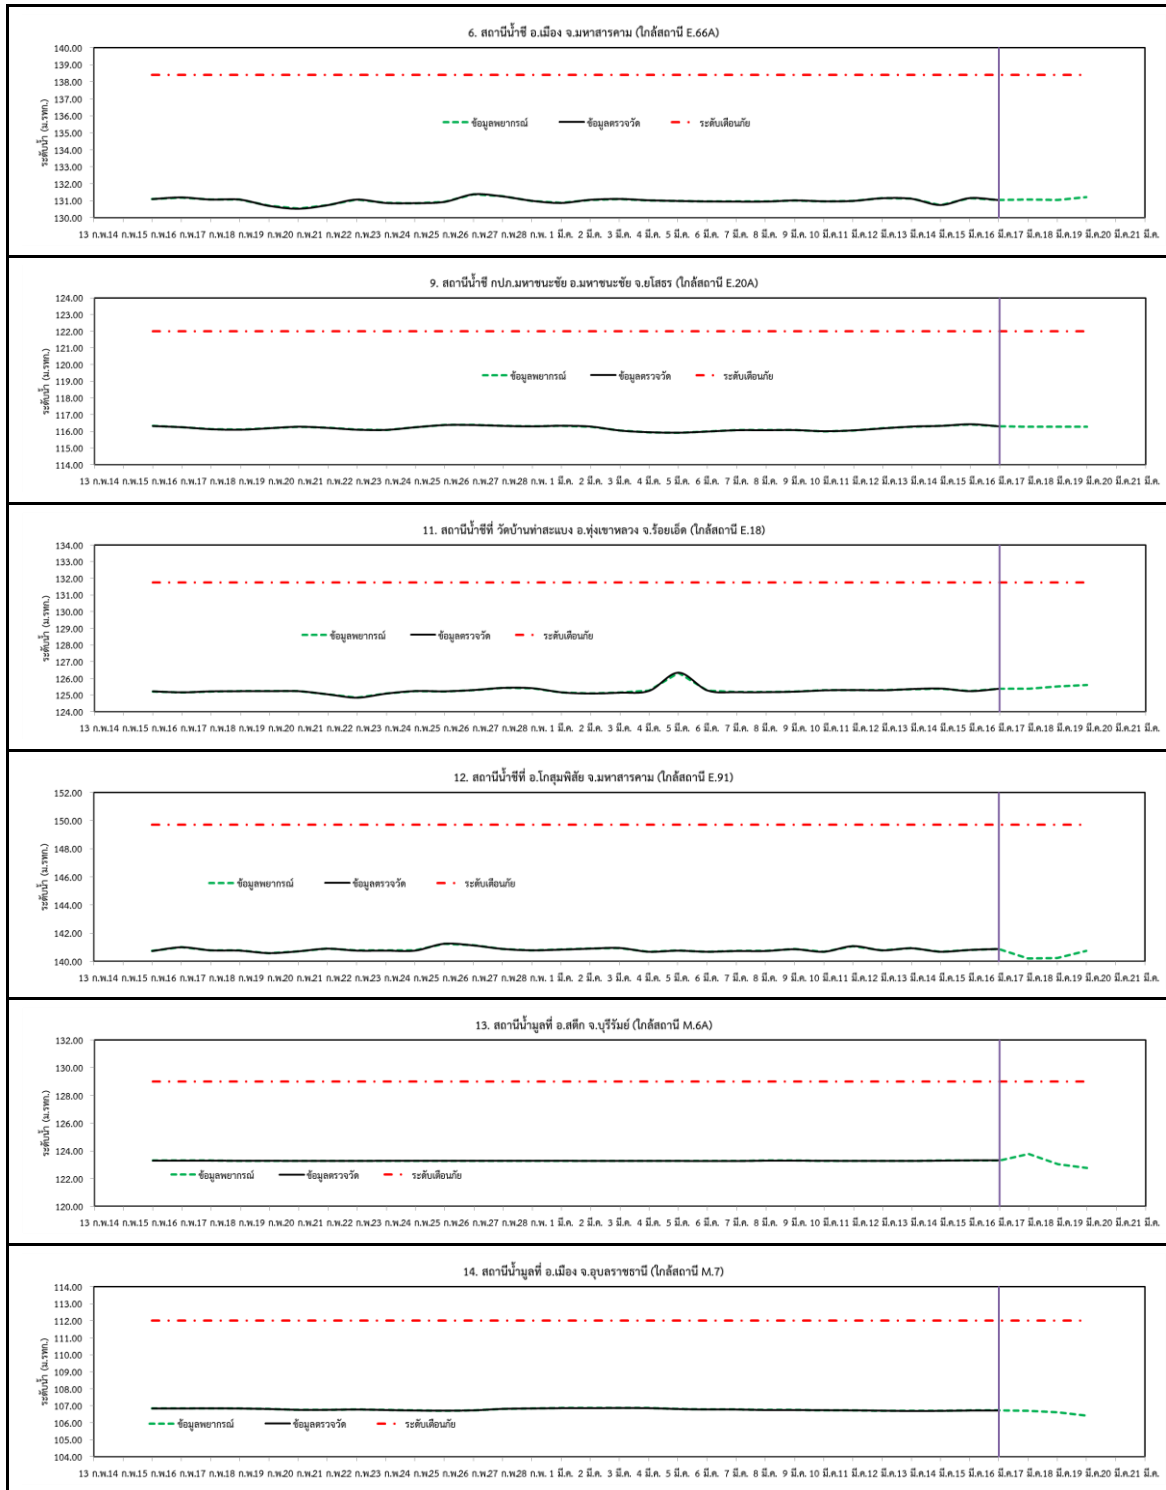 6. สถานีน้ำชี อ.เมือง จ.มหาสารคาม (ใกล้สถานี E.66A)
140.00
139.00
138.00
137.00
136.00
135.00
134.00
133.00
132.00
131.00
130.00
ระดับน้ำ (ม.รทก.)
ข้อมูลพยากรณ์ ข้อมูลตรวจวัด ระดับเตือนภัย
13 ก.พ.14 ก.พ.15 ก.พ.16 ก.พ.17 ก.พ.18 ก.พ.19 ก.พ.20 ก.พ.21 ก.พ.22 ก.พ.23 ก.พ.24 ก.พ.25 ก.พ.26 ก.พ.27 ก.พ.28 ก.พ. 1 มี.ค. 2 มี.ค. 3 มี.ค. 4 มี.ค. 5 มี.ค. 6 มี.ค. 7 มี.ค. 8 มี.ค. 9 มี.ค. 10 มี.ค.11 มี.ค.12 มี.ค.13 มี.ค.14 มี.ค.15 มี.ค.16 มี.ค.17 มี.ค.18 มี.ค.19 มี.ค.20 มี.ค.21 มี.ค.
9. สถานีน้ำชี กปภ.มหาชนะชัย อ.มหาชนะชัย จ.ยโสธร (ใกล้สถานี E.20A)
124.00
123.00
122.00
121.00
120.00
119.00
118.00
117.00
116.00
115.00
114.00
ระดับน้ำ (ม.รทก.)
ข้อมูลพยากรณ์ ข้อมูลตรวจวัด ระดับเตือนภัย
13 ก.พ.14 ก.พ.15 ก.พ.16 ก.พ.17 ก.พ.18 ก.พ.19 ก.พ.20 ก.พ.21 ก.พ.22 ก.พ.23 ก.พ.24 ก.พ.25 ก.พ.26 ก.พ.27 ก.พ.28 ก.พ. 1 มี.ค. 2 มี.ค. 3 มี.ค. 4 มี.ค. 5 มี.ค. 6 มี.ค. 7 มี.ค. 8 มี.ค. 9 มี.ค. 10 มี.ค.11 มี.ค.12 มี.ค.13 มี.ค.14 มี.ค.15 มี.ค.16 มี.ค.17 มี.ค.18 มี.ค.19 มี.ค.20 มี.ค.21 มี.ค.
11. สถานีน้ำชีที่ วัดบ้านท่าสะแบง อ.ทุ่งเขาหลวง จ.ร้อยเอ็ด (ใกล้สถานี E.18)
134.00
133.00
132.00
131.00
130.00
129.00
128.00
127.00
126.00
125.00
124.00
ระดับน้ำ (ม.รทก.)
ข้อมูลพยากรณ์ ข้อมูลตรวจวัด ระดับเตือนภัย
13 ก.พ.14 ก.พ.15 ก.พ.16 ก.พ.17 ก.พ.18 ก.พ.19 ก.พ.20 ก.พ.21 ก.พ.22 ก.พ.23 ก.พ.24 ก.พ.25 ก.พ.26 ก.พ.27 ก.พ.28 ก.พ. 1 มี.ค. 2 มี.ค. 3 มี.ค. 4 มี.ค. 5 มี.ค. 6 มี.ค. 7 มี.ค. 8 มี.ค. 9 มี.ค. 10 มี.ค.11 มี.ค.12 มี.ค.13 มี.ค.14 มี.ค.15 มี.ค.16 มี.ค.17 มี.ค.18 มี.ค.19 มี.ค.20 มี.ค.21 มี.ค.
12. สถานีน้ำชีที่ อ.โกสุมพิสัย จ.มหาสารคาม (ใกล้สถานี E.91)
152.00
150.00
148.00
146.00
144.00
142.00
140.00
ระดับน้ำ (ม.รทก.)
ข้อมูลพยากรณ์ ข้อมูลตรวจวัด ระดับเตือนภัย
13 ก.พ.14 ก.พ.15 ก.พ.16 ก.พ.17 ก.พ.18 ก.พ.19 ก.พ.20 ก.พ.21 ก.พ.22 ก.พ.23 ก.พ.24 ก.พ.25 ก.พ.26 ก.พ.27 ก.พ.28 ก.พ. 1 มี.ค. 2 มี.ค. 3 มี.ค. 4 มี.ค. 5 มี.ค. 6 มี.ค. 7 มี.ค. 8 มี.ค. 9 มี.ค. 10 มี.ค.11 มี.ค.12 มี.ค.13 มี.ค.14 มี.ค.15 มี.ค.16 มี.ค.17 มี.ค.18 มี.ค.19 มี.ค.20 มี.ค.21 มี.ค.
13. สถานีน้ำมูลที่ อ.สตึก จ.บุรีรัมย์ (ใกล้สถานี M.6A)
132.00
130.00
128.00
126.00
124.00
122.00
120.00
ระดับน้ำ (ม.รทก.)
ข้อมูลพยากรณ์ ข้อมูลตรวจวัด ระดับเตือนภัย
13 ก.พ.14 ก.พ.15 ก.พ.16 ก.พ.17 ก.พ.18 ก.พ.19 ก.พ.20 ก.พ.21 ก.พ.22 ก.พ.23 ก.พ.24 ก.พ.25 ก.พ.26 ก.พ.27 ก.พ.28 ก.พ. 1 มี.ค. 2 มี.ค. 3 มี.ค. 4 มี.ค. 5 มี.ค. 6 มี.ค. 7 มี.ค. 8 มี.ค. 9 มี.ค. 10 มี.ค.11 มี.ค.12 มี.ค.13 มี.ค.14 มี.ค.15 มี.ค.16 มี.ค.17 มี.ค.18 มี.ค.19 มี.ค.20 มี.ค.21 มี.ค.
14. สถานีน้ำมูลที่ อ.เมือง จ.อุบลราชธานี (ใกล้สถานี M.7)
114.00
113.00
112.00
111.00
110.00
109.00
108.00
107.00
106.00
105.00
104.00
ระดับน้ำ (ม.รทก.)
ข้อมูลพยากรณ์ ข้อมูลตรวจวัด ระดับเตือนภัย
13 ก.พ.14 ก.พ.15 ก.พ.16 ก.พ.17 ก.พ.18 ก.พ.19 ก.พ.20 ก.พ.21 ก.พ.22 ก.พ.23 ก.พ.24 ก.พ.25 ก.พ.26 ก.พ.27 ก.พ.28 ก.พ. 1 มี.ค. 2 มี.ค. 3 มี.ค. 4 มี.ค. 5 มี.ค. 6 มี.ค. 7 มี.ค. 8 มี.ค. 9 มี.ค. 10 มี.ค.11 มี.ค.12 มี.ค.13 มี.ค.14 มี.ค.15 มี.ค.16 มี.ค.17 มี.ค.18 มี.ค.19 มี.ค.20 มี.ค.21 มี.ค.